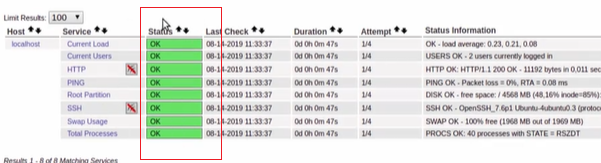 Limit Results: 100
Host Service Status Last Check Duration Attempt Status Information
localhost Current Load OK 08-14-2019 11:33:37 0d 0h 0m 47s 1/4 OK - load average: 0.23, 0.21, 0.08
Current Users OK 08-14-2019 11:33:37 0d 0h 0m 47s 1/4 USERS OK - 2 users currently logged in
HTTP OK 08-14-2019 11:33:37 0d 0h 0m 47s 1/4 HTTP OK: HTTP/1.1 200 OK - 11192 bytes in 0,011 sec
PING OK 08-14-2019 11:33:37 0d 0h 0m 47s 1/4 PING OK - Packet loss = 0%, RTA = 0.08 ms
Root Partition OK 08-14-2019 11:33:37 0d 0h 0m 47s 1/4 DISK OK - free space: / 4568 MB (48,16% inode=85%):
SSH OK 08-14-2019 11:33:37 0d 0h 0m 47s 1/4 SSH OK - OpenSSH_7.6p1 Ubuntu-4ubuntu0.3 (protoc
Swap Usage OK 08-14-2019 11:33:37 0d 0h 0m 47s 1/4 SWAP OK - 100% free (1968 MB out of 1969 MB)
Total Processes OK 08-14-2019 11:33:37 0d 0h 0m 47s 1/4 PROCS OK: 40 processes with STATE = RSZDT
Results 1 - 8 of 8 Matching Services